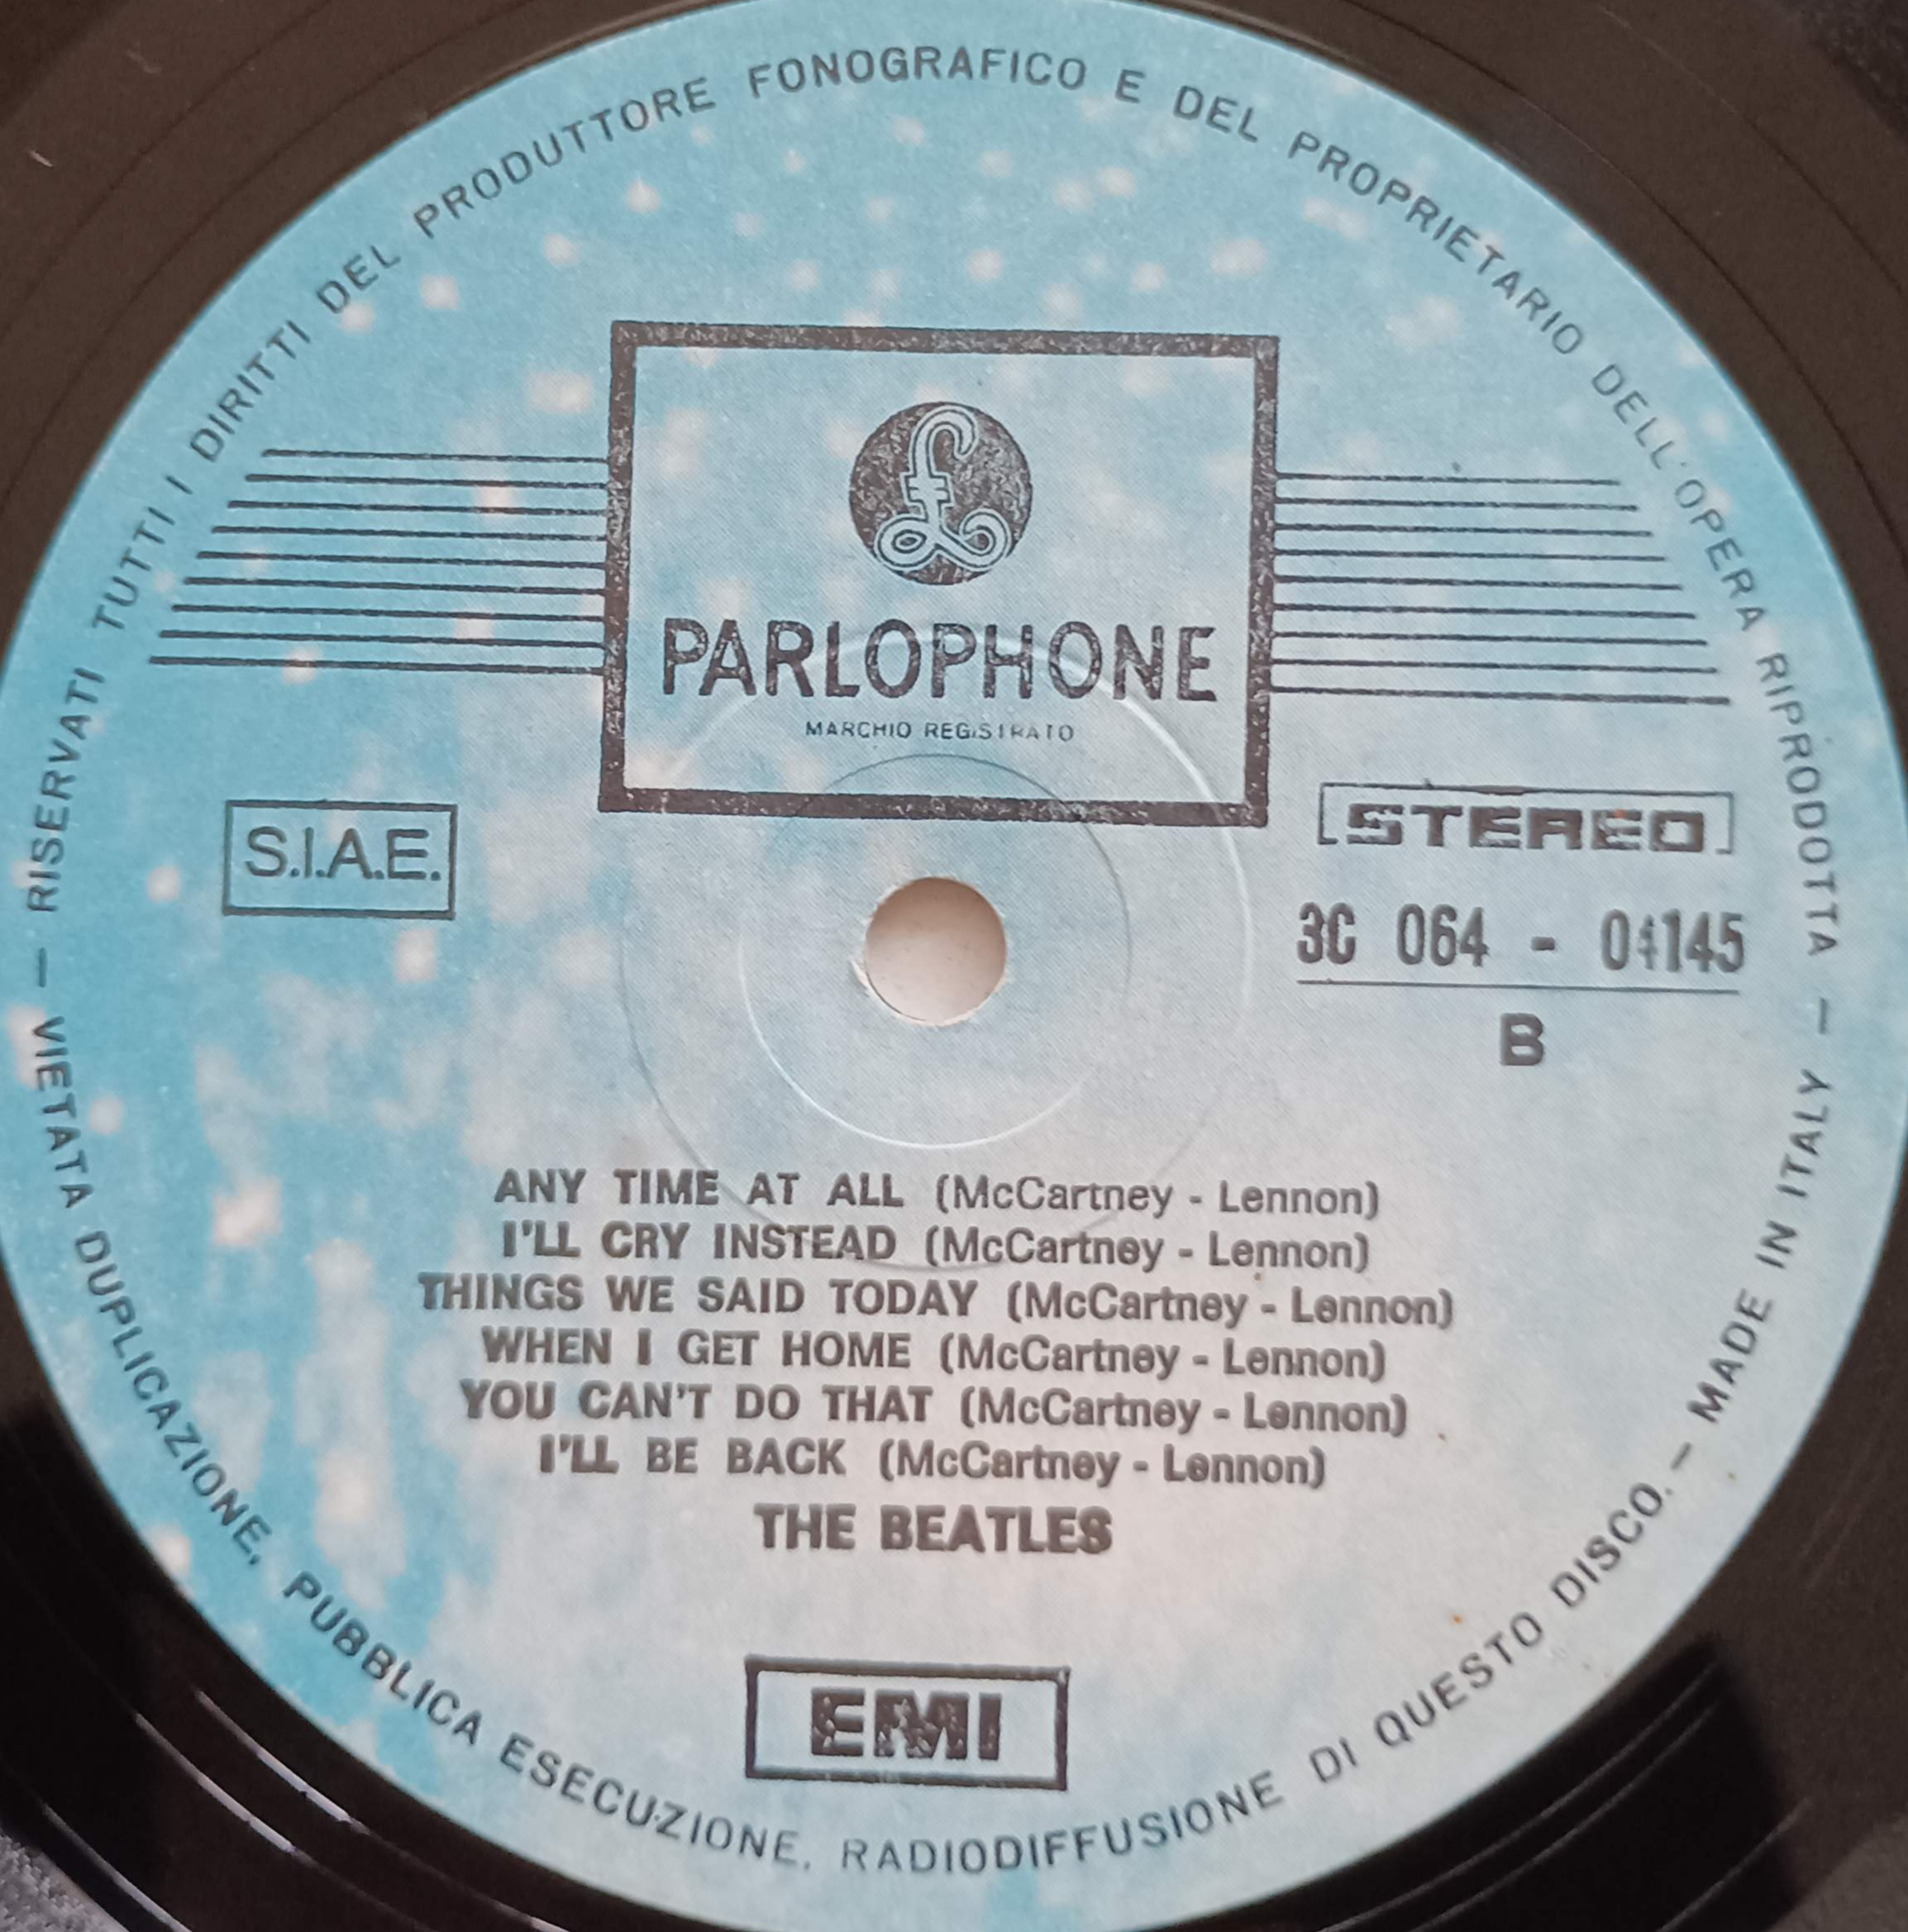 RISERVATI TUTTI I DIRITTI DEL PRODUTTORE FONOGRAFICO E DEL PROPRIETARIO DELL'OPERA RIPRODOTTA –
PARLOPHONE
MARCHIO REGISTRATO
S.I.A.E.
STEREO
3C 064 - 04145
B
ANY TIME AT ALL (McCartney - Lennon)
I'LL CRY INSTEAD (McCartney - Lennon)
THINGS WE SAID TODAY (McCartney - Lennon)
WHEN I GET HOME (McCartney - Lennon)
YOU CAN'T DO THAT (McCartney - Lennon)
I'LL BE BACK (McCartney - Lennon)
THE BEATLES
EMI
– VIETATA DUPLICAZIONE, PUBBLICA ESECUZIONE, RADIODIFFUSIONE DI QUESTO DISCO. – MADE IN ITALY